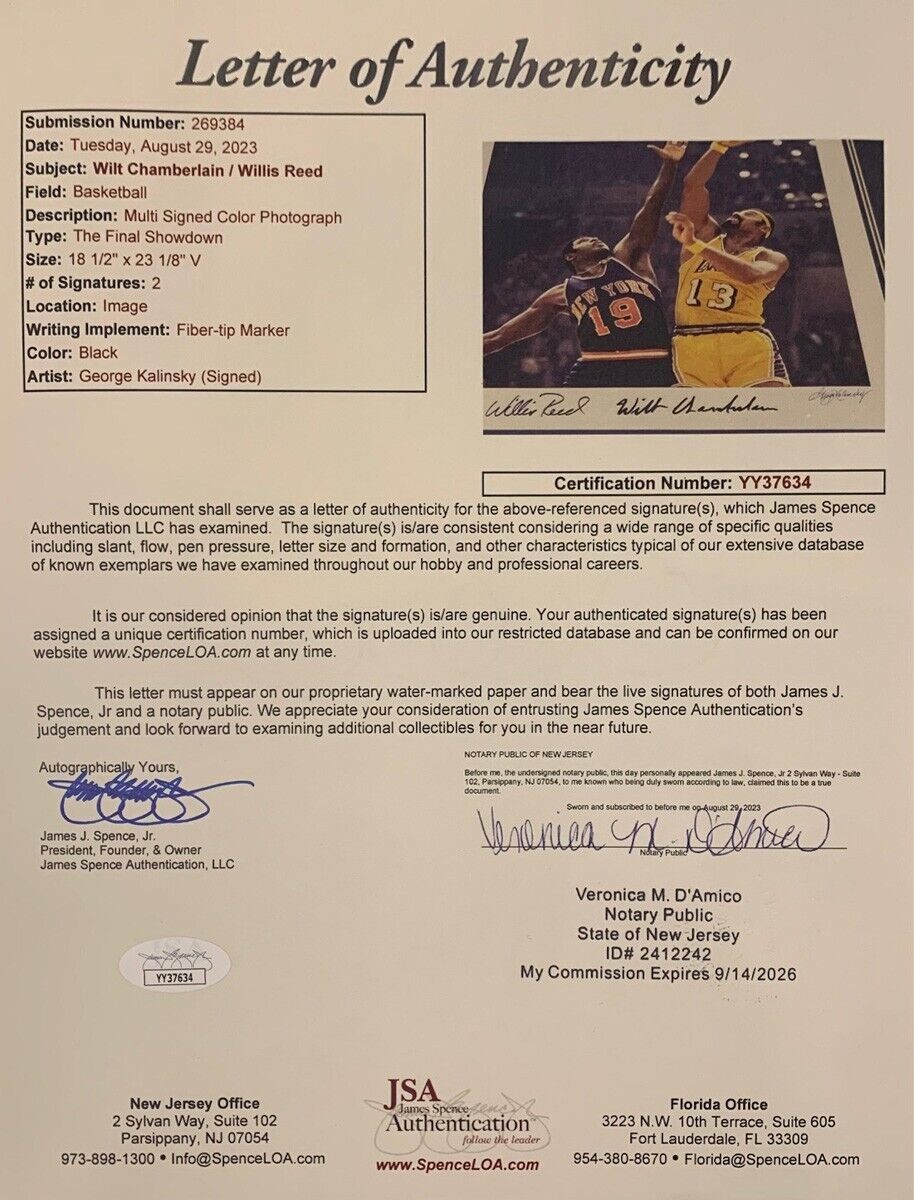 Letter of Authenticity
Submission Number: 269384
Date: Tuesday, August 29, 2023
Subject: Wilt Chamberlain / Willis Reed
Field: Basketball
Description: Multi Signed Color Photograph
Type: The Final Showdown
Size: 18 1/2" x 23 1/8" V
# of Signatures: 2
Location: Image
Writing Implement: Fiber-tip Marker
Color: Black
Artist: George Kalinsky (Signed)
NEW YORK
19
LA
13
Willis Reed Wilt Chamberlain
Certification Number: YY37634
This document shall serve as a letter of authenticity for the above-referenced signature(s), which James Spence
Authentication LLC has examined. The signature(s) is/are consistent considering a wide range of specific qualities
including slant, flow, pen pressure, letter size and formation, and other characteristics typical of our extensive database
of known exemplars we have examined throughout our hobby and professional careers.
It is our considered opinion that the signature(s) is/are genuine. Your authenticated signature(s) has been
assigned a unique certification number, which is uploaded into our restricted database and can be confirmed on our
website www.SpenceLOA.com at any time.
This letter must appear on our proprietary water-marked paper and bear the live signatures of both James J.
Spence, Jr and a notary public. We appreciate your consideration of entrusting James Spence Authentication's
judgement and look forward to examining additional collectibles for you in the near future.
Autographically Yours,
James J. Spence, Jr.
President, Founder, & Owner
James Spence Authentication, LLC
NOTARY PUBLIC OF NEW JERSEY
Before me, the undersigned notary public, this day personally appeared James J. Spence, Jr 2 Sylvan Way - Suite
102, Parsippany, NJ 07054, to me known who being duly sworn according to law, claimed this to be a true
document.
Sworn and subscribed to before me on August 29, 2023
Veronica M. D'Amico
Notary Public
Veronica M. D'Amico
Notary Public
State of New Jersey
ID# 2412242
My Commission Expires 9/14/2026
YY37634
New Jersey Office
2 Sylvan Way, Suite 102
Parsippany, NJ 07054
973-898-1300 • Info@SpenceLOA.com
JSA
James Spence
Authentication
follow the leader
www.SpenceLOA.com
Florida Office
3223 N.W. 10th Terrace, Suite 605
Fort Lauderdale, FL 33309
954-380-8670 • Florida@SpenceLOA.com